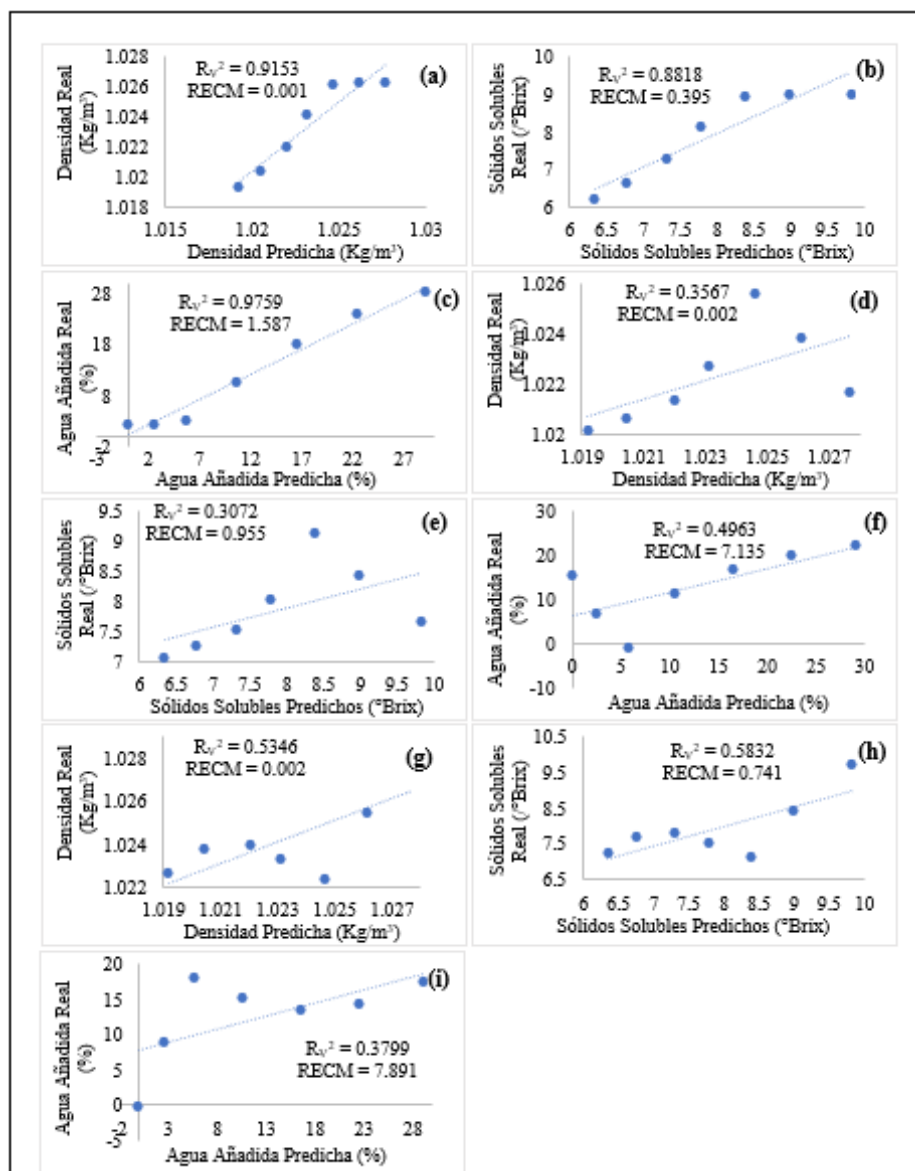 1.028
1.026
1.024
1.022
1.02
1.018
Densidad Real
(Kg/m³)
Rᵥ² = 0.9153
RECM = 0.001
(a)
1.015
1.02
1.025
1.03
Densidad Predicha (Kg/m³)
10
9
8
7
6
Sólidos Solubles
Real (/°Brix)
Rᵥ² = 0.8818
RECM = 0.395
(b)
6 6.5 7 7.5 8 8.5 9 9.5 10
Sólidos Solubles Predichos (°Brix)
28
18
8
-2
Agua Añadida Real
(%)
Rᵥ² = 0.9759
RECM = 1.587
(c)
-3 2 7 12 17 22 27
Agua Añadida Predicha (%)
1.026
1.024
1.022
1.02
Densidad Real
(Kg/m³)
Rᵥ² = 0.3567
RECM = 0.002
(d)
1.019 1.021 1.023 1.025 1.027
Densidad Predicha (Kg/m³)
9.5
9
8.5
8
7.5
7
Sólidos Solubles
Real (/°Brix)
Rᵥ² = 0.3072
RECM = 0.955
(e)
6 6.5 7 7.5 8 8.5 9 9.5 10
Sólidos Solubles Predichos (°Brix)
30
20
10
0
-10
Agua Añadida Real
(%)
Rᵥ² = 0.4963
RECM = 7.135
(f)
0 5 10 15 20 25 30
Agua Añadida Predicha (%)
1.028
1.026
1.024
1.022
Densidad Real
(Kg/m³)
Rᵥ² = 0.5346
RECM = 0.002
(g)
1.019 1.021 1.023 1.025 1.027
Densidad Predicha (Kg/m³)
10.5
8.5
6.5
Sólidos Solubles
Real (/°Brix)
Rᵥ² = 0.5832
RECM = 0.741
(h)
6 6.5 7 7.5 8 8.5 9 9.5 10
Sólidos Solubles Predichos (°Brix)
20
15
10
5
0
-5
Agua Añadida Real
(%)
Rᵥ² = 0.3799
RECM = 7.891
(i)
-2 3 8 13 18 23 28
Agua Añadida Predicha (%)